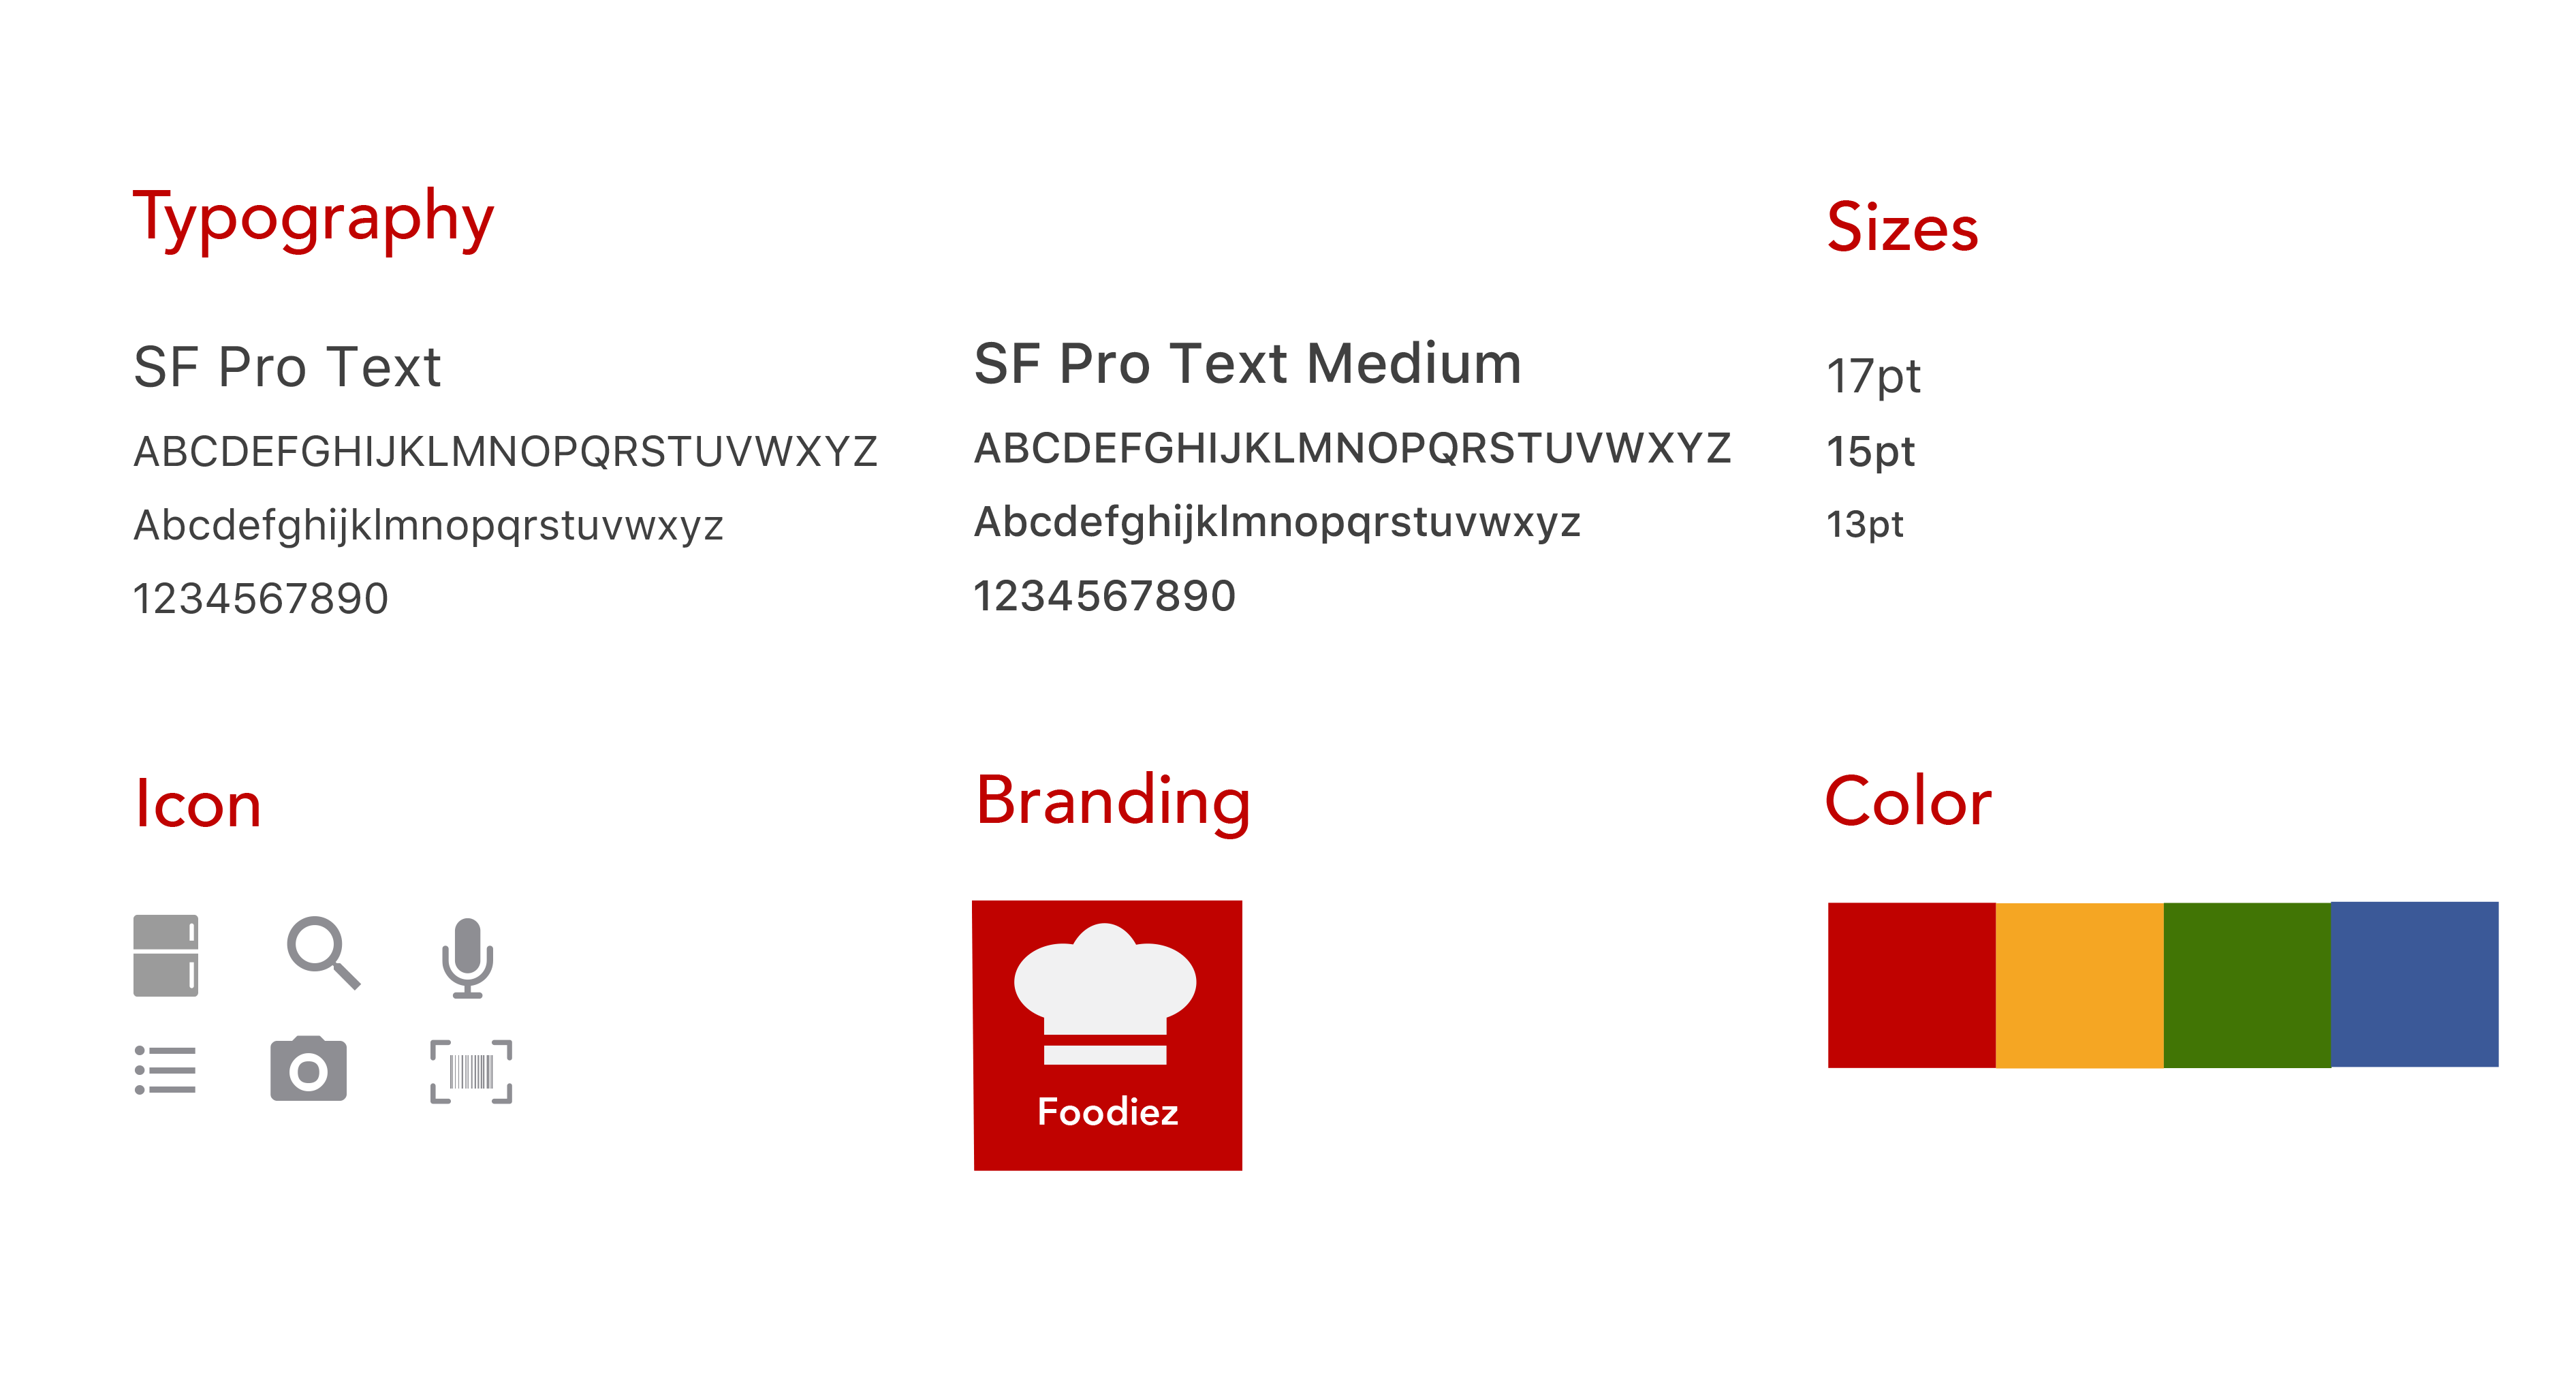 Typography
SF Pro Text
ABCDEFGHIJKLMNOPQRSTUVWXYZ
Abcdefghijklmnopqrstuvwxyz
1234567890
SF Pro Text Medium
ABCDEFGHIJKLMNOPQRSTUVWXYZ
Abcdefghijklmnopqrstuvwxyz
1234567890
Sizes
17pt
15pt
13pt
Icon
Branding
Foodiez
Color